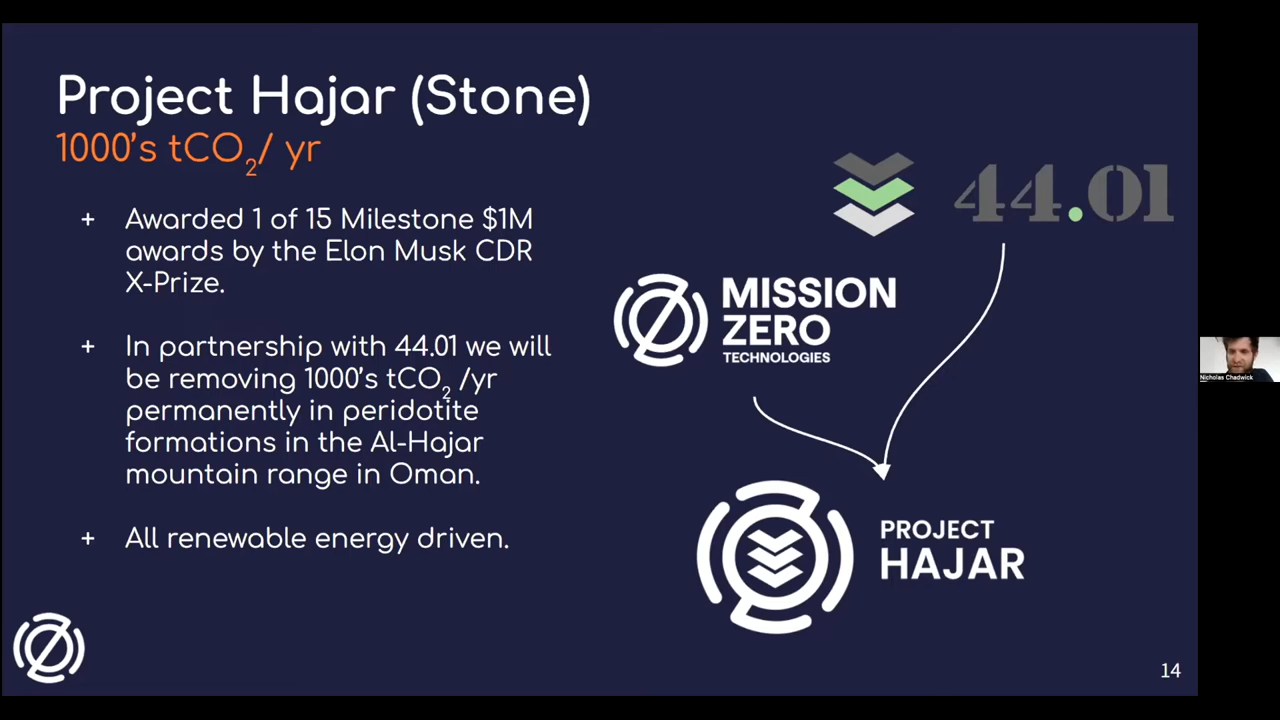 Project Hajar (Stone)
1000's tCO2/ yr
+ Awarded 1 of 15 Milestone $1M
awards by the Elon Musk CDR
X-Prize.
+ In partnership with 44.01 we will
be removing 1000's tCO2 /yr
permanently in peridotite
formations in the Al-Hajar
mountain range in Oman.
+ All renewable energy driven.
44.01
MISSION
ZERO
TECHNOLOGIES
PROJECT
HAJAR
14
Nicholas Chadwick